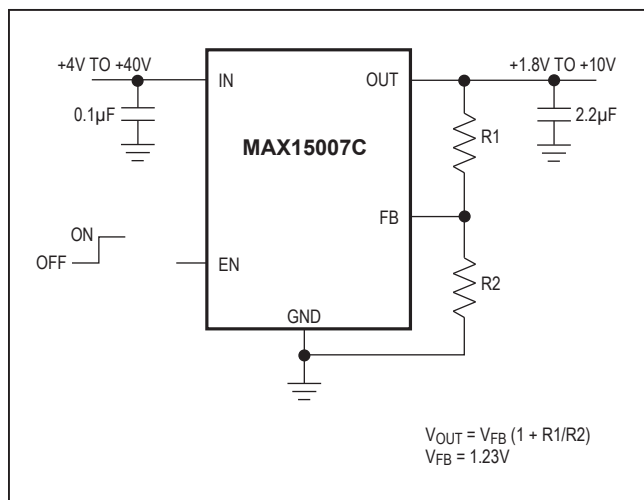 +4V TO +40V
+1.8V TO +10V
IN
OUT
0.1µF
2.2µF
R1
MAX15007C
FB
ON
OFF
EN
R2
GND
VOUT = VFB (1 + R1/R2)
VFB = 1.23V